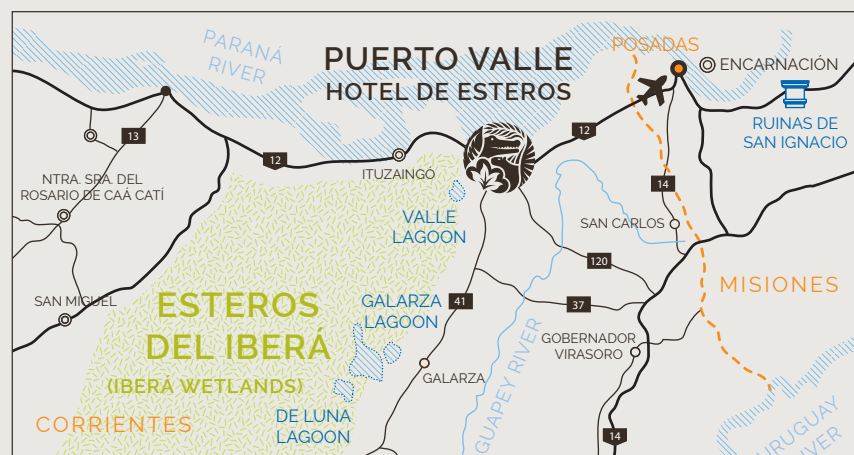 PARANÁ
RIVER
PUERTO VALLE
HOTEL DE ESTEROS
POSADAS
ENCARNACIÓN
RUINAS DE
SAN IGNACIO
13
12
12
ITUZAINGÓ
14
NTRA. SRA. DEL
ROSARIO DE CAÁ CATÍ
VALLE
LAGOON
SAN CARLOS
120
MISIONES
SAN MIGUEL
ESTEROS
DEL IBERÁ
(IBERÁ WETLANDS)
GALARZA
LAGOON
41
37
GOBERNADOR
VIRASORO
GALARZA
GUAPEY RIVER
CORRIENTES
DE LUNA
LAGOON
14
URUGUAY